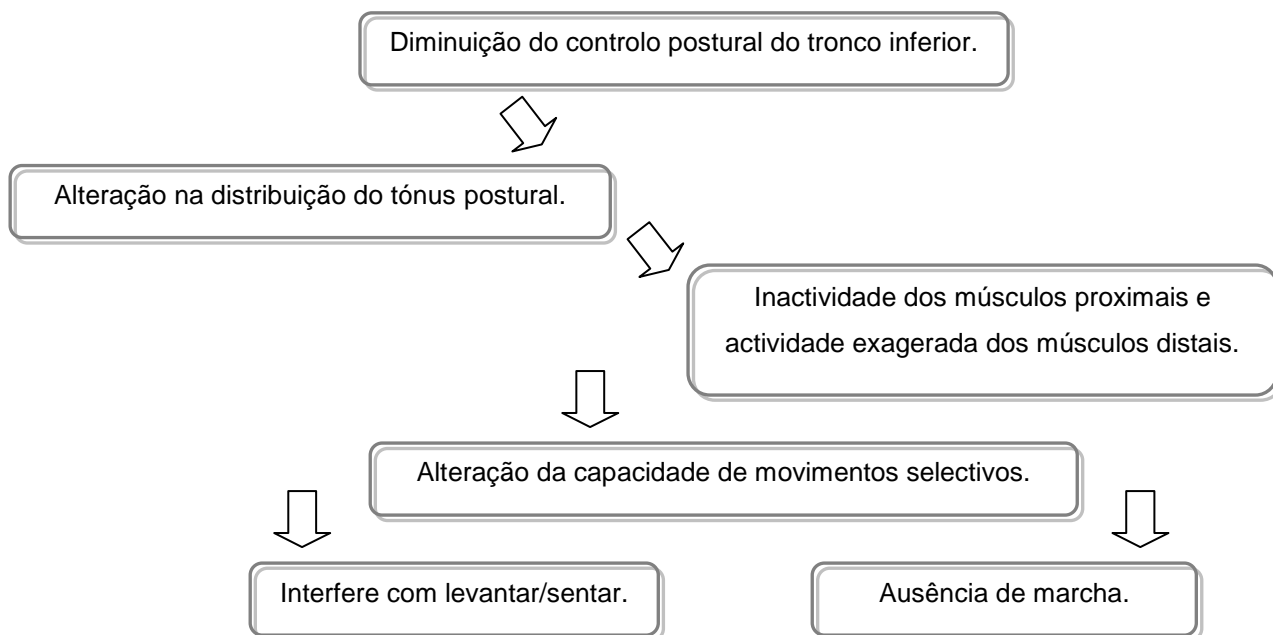 Diminuição do controlo postural do tronco inferior.
Alteração na distribuição do tónus postural.
Inactividade dos músculos proximais e
actividade exagerada dos músculos distais.
Alteração da capacidade de movimentos selectivos.
Interfere com levantar/sentar.
Ausência de marcha.